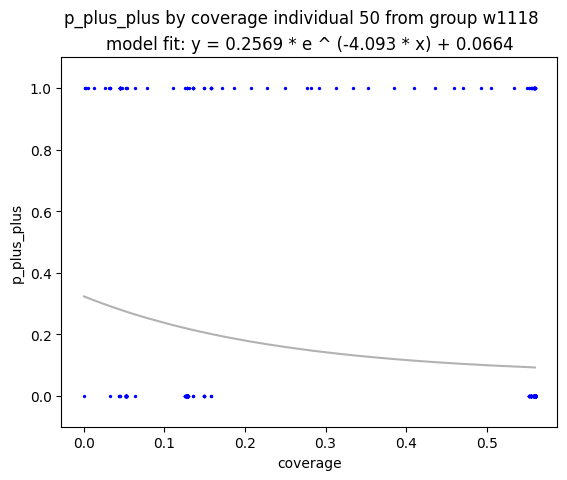 p_plus_plus by coverage individual 50 from group w1118
model fit: y = 0.2569 * e ^ (-4.093 * x) + 0.0664
1.0
0.8
0.6
0.4
0.2
0.0
p_plus_plus
0.0 0.1 0.2 0.3 0.4 0.5
coverage